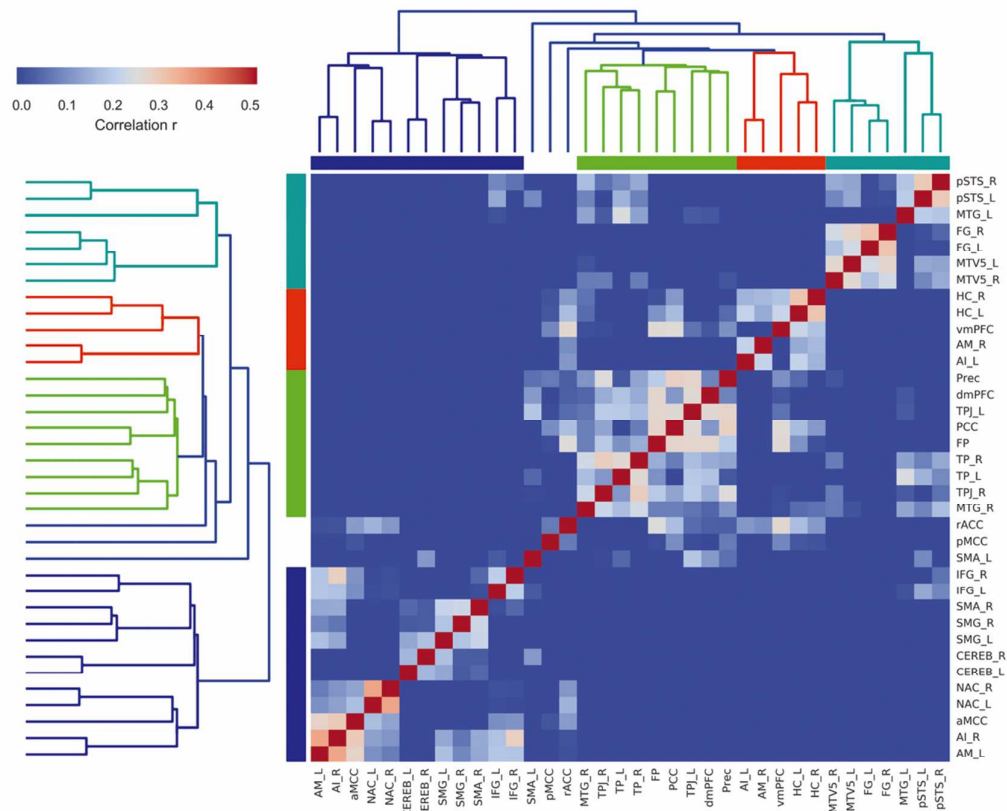 0.0 0.1 0.2 0.3 0.4 0.5
Correlation r
pSTS_R
pSTS_L
MTG_L
FG_R
FG_L
MTV5_L
MTV5_R
HC_R
HC_L
vmPFC
AM_R
AI_L
Prec
dmPFC
TPJ_L
PCC
FP
TP_R
TP_L
TPJ_R
MTG_R
rACC
pMCC
SMA_L
IFG_R
IFG_L
SMA_R
SMG_R
SMG_L
CEREB_R
CEREB_L
NAC_R
NAC_L
aMCC
AI_R
AM_L
AM_L
AI_R
aMCC
NAC_L
NAC_R
EREB_L
EREB_R
SMG_L
SMG_R
SMA_R
IFG_L
IFG_R
SMA_L
pMCC
rACC
MTG_R
TPJ_R
TP_L
TP_R
FP
PCC
TPJ_L
dmPFC
Prec
AI_L
AM_R
vmPFC
HC_L
HC_R
MTV5_R
MTV5_L
FG_L
FG_R
MTG_L
pSTS_L
pSTS_R